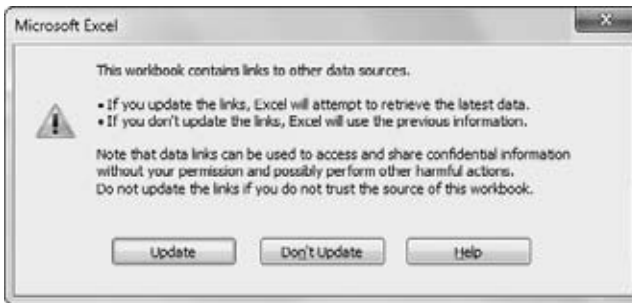 Microsoft Excel
This workbook contains links to other data sources.
• If you update the links, Excel will attempt to retrieve the latest data.
• If you don't update the links, Excel will use the previous information.
Note that data links can be used to access and share confidential information
without your permission and possibly perform other harmful actions.
Do not update the links if you do not trust the source of this workbook.
Update Don't Update Help